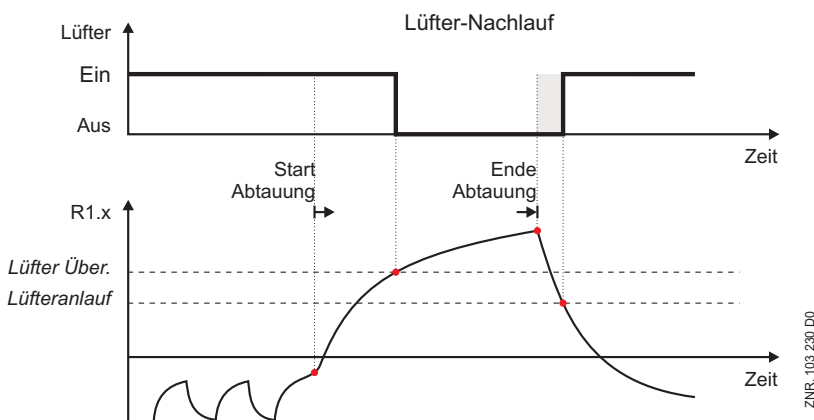 Lüfter-Nachlauf
Lüfter
Ein
Aus
Zeit
Start
Abtauung
Ende
Abtauung
R1.x
Lüfter Über.
Lüfteranlauf
Zeit
ZNR. 103 230 D0